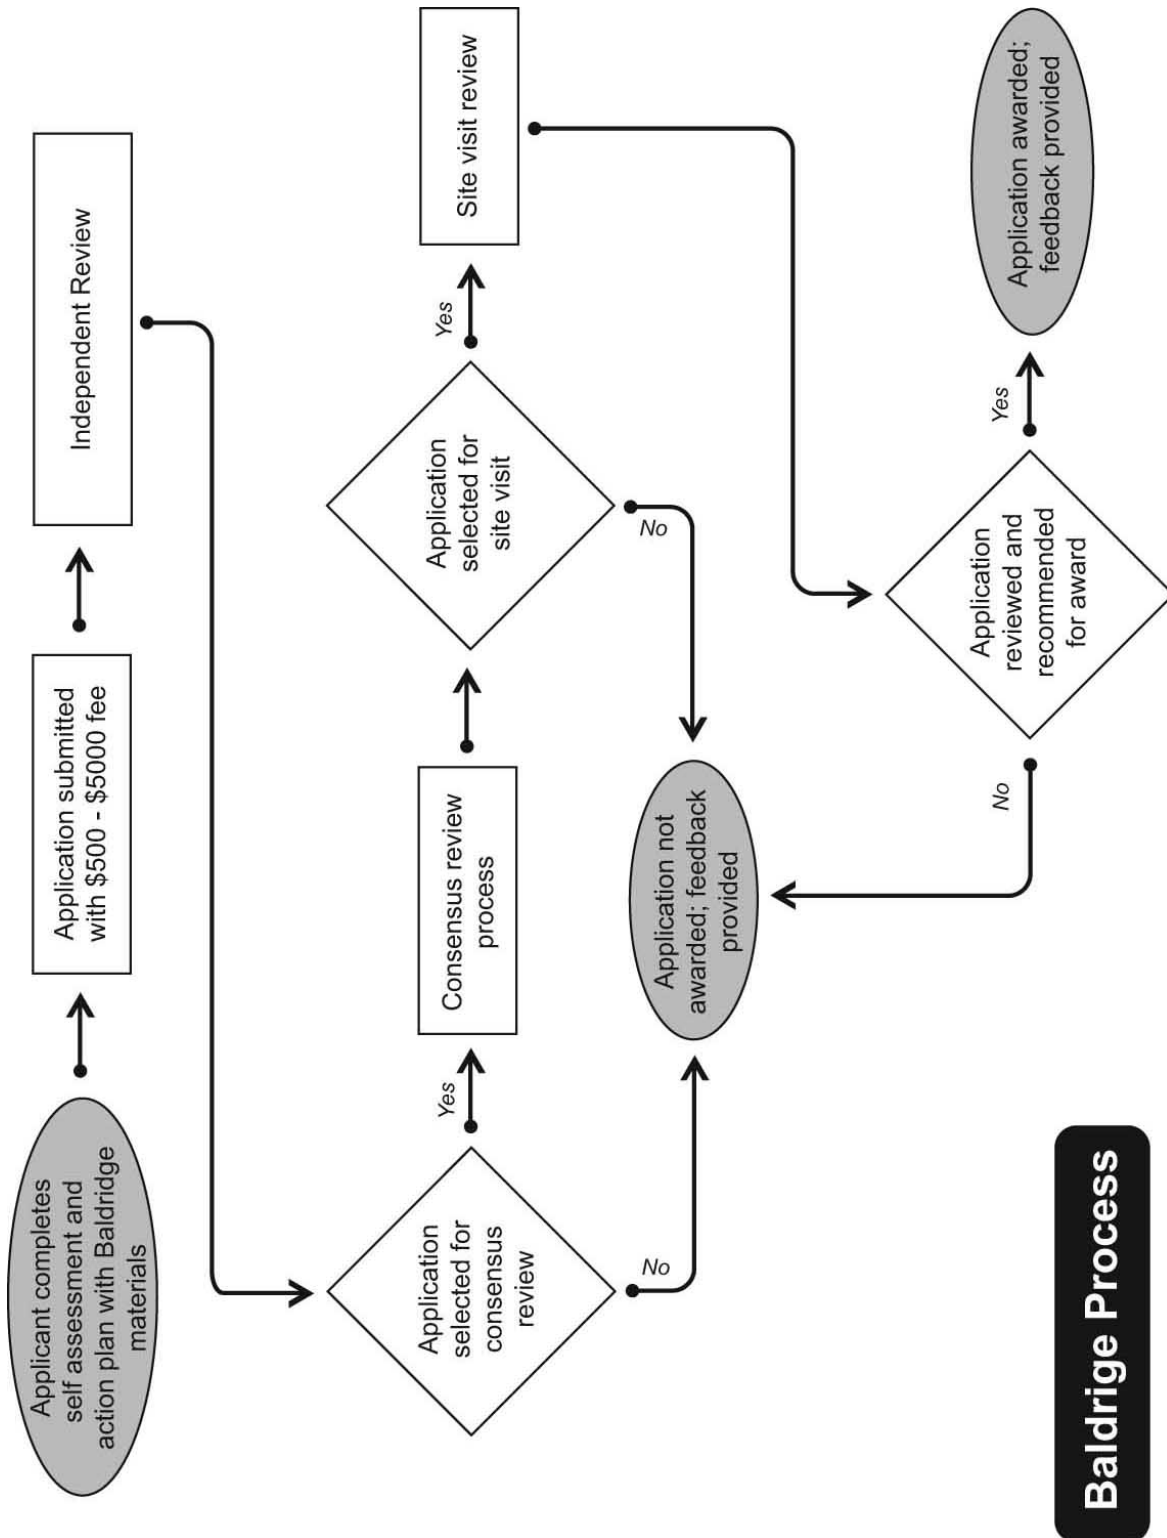 Applicant completes
self assessment and
action plan with Baldridge
materials
Application submitted
with $500 - $5000 fee
Independent Review
Application
selected for
consensus
review
Yes
No
Consensus review
process
Application
selected for
site visit
Yes
No
Site visit review
Application not
awarded; feedback
provided
Application
reviewed and
recommended
for award
No
Yes
Application awarded;
feedback provided
Baldrige Process